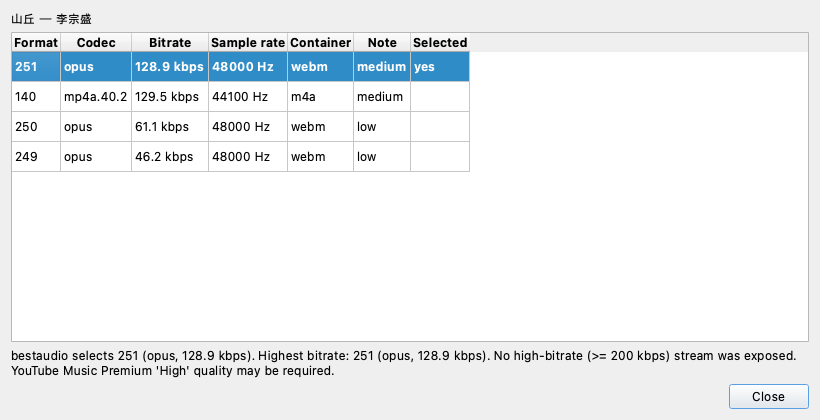 山丘 — 李宗盛
Format Codec Bitrate Sample rate Container Note Selected
251 opus 128.9 kbps 48000 Hz webm medium yes
140 mp4a.40.2 129.5 kbps 44100 Hz m4a medium
250 opus 61.1 kbps 48000 Hz webm low
249 opus 46.2 kbps 48000 Hz webm low
bestaudio selects 251 (opus, 128.9 kbps). Highest bitrate: 251 (opus, 128.9 kbps). No high-bitrate (>= 200 kbps) stream was exposed.
YouTube Music Premium 'High' quality may be required.
Close